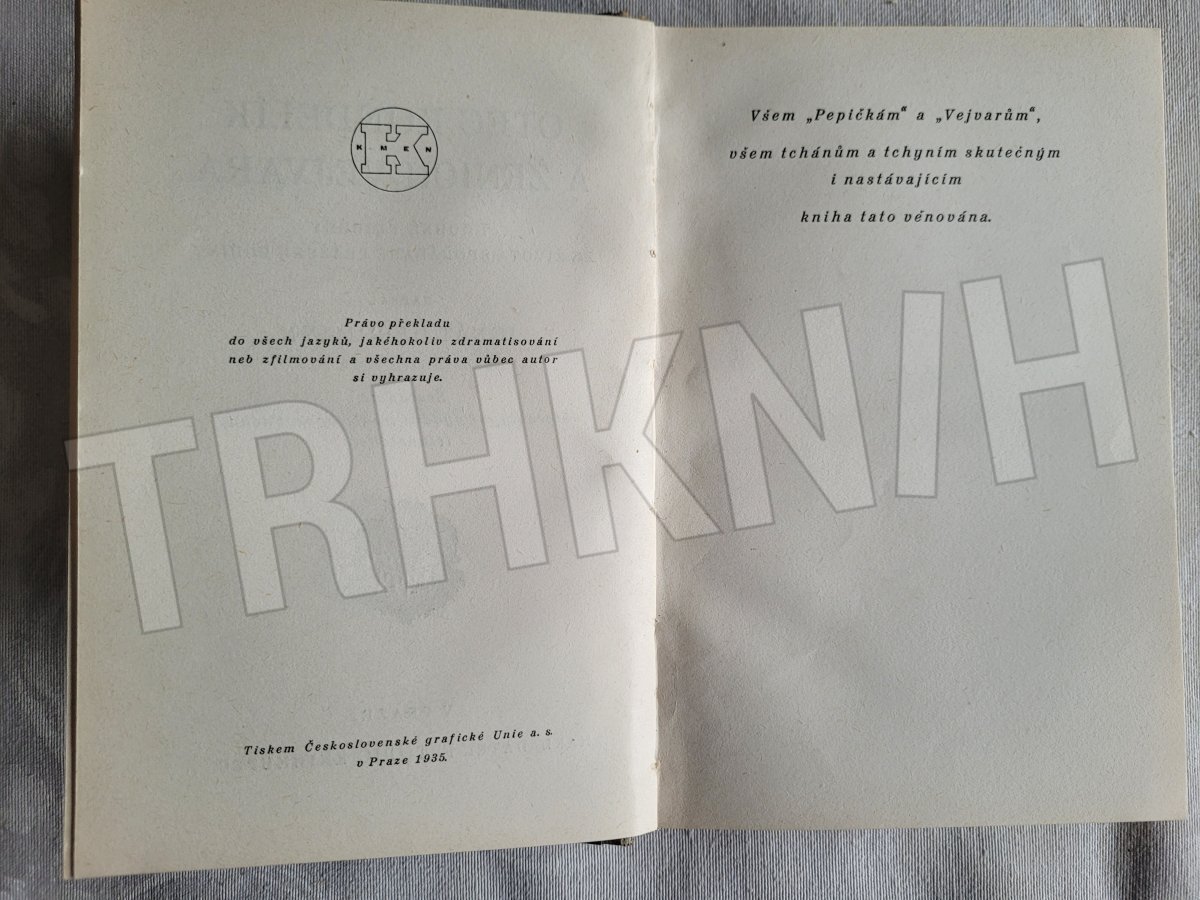 KMEN
Právo překladu
do všech jazyků, jakéhokoliv zdramatisování
neb zfilmování a všechna práva vůbec autor
si vyhrazuje.
Tiskem Československé grafické Unie a. s.
v Praze 1935.
Všem „Pepičkám“ a „Vejvarům“,
všem tchánům a tchyním skutečným
i nastávajícím
kniha tato věnována.
TRHKNIH